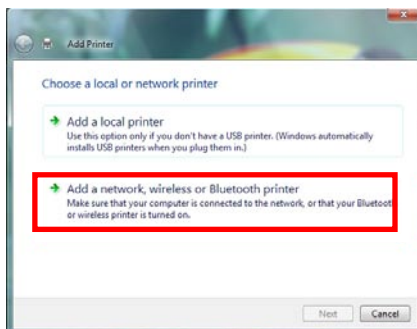 Add Printer
Choose a local or network printer
Add a local printer
Use this option only if you don't have a USB printer. (Windows automatically
installs USB printers when you plug them in.)
Add a network, wireless or Bluetooth printer
Make sure that your computer is connected to the network, or that your Bluetooth
or wireless printer is turned on.
Next
Cancel